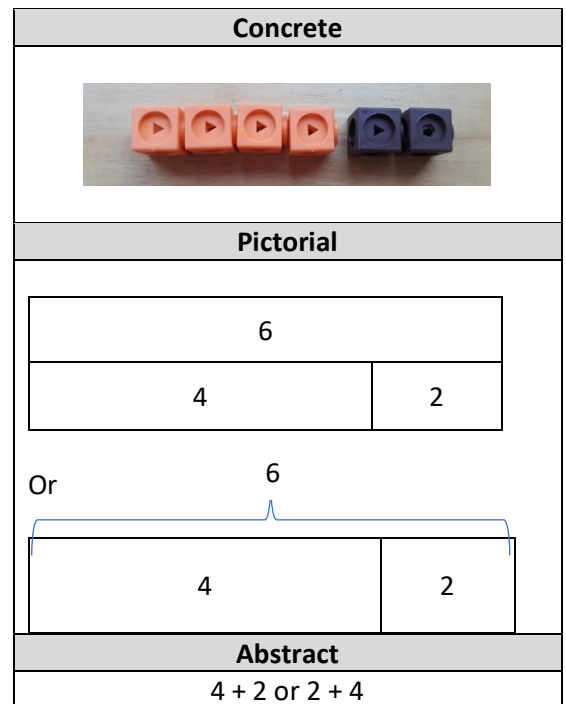 Concrete
Pictorial
6
4 2
Or 6
4 2
Abstract
4 + 2 or 2 + 4